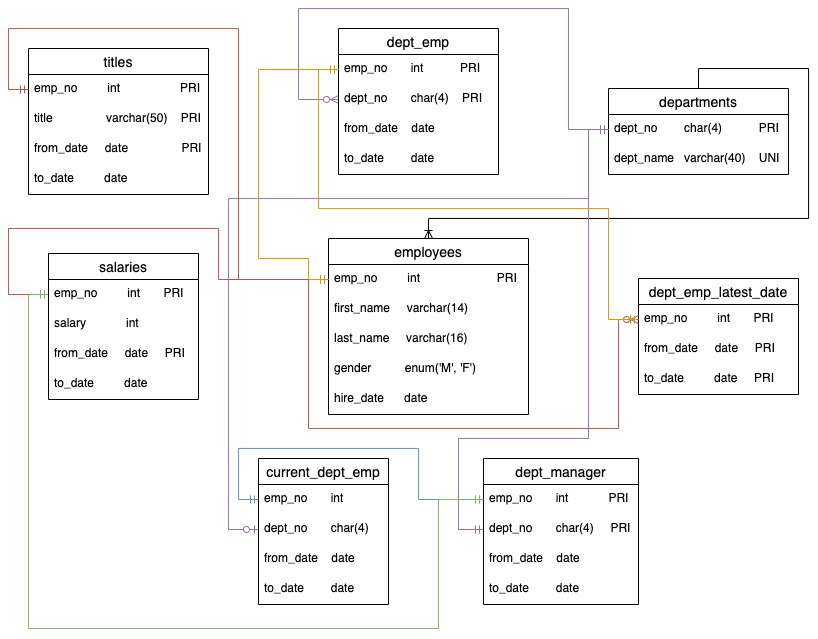 titles
emp_no int PRI
title varchar(50) PRI
from_date date PRI
to_date date
dept_emp
emp_no int PRI
dept_no char(4) PRI
from_date date
to_date date
departments
dept_no char(4) PRI
dept_name varchar(40) UNI
salaries
emp_no int PRI
salary int
from_date date PRI
to_date date
employees
emp_no int PRI
first_name varchar(14)
last_name varchar(16)
gender enum('M', 'F')
hire_date date
dept_emp_latest_date
emp_no int PRI
from_date date PRI
to_date date PRI
current_dept_emp
emp_no int
dept_no char(4)
from_date date
to_date date
dept_manager
emp_no int PRI
dept_no char(4) PRI
from_date date
to_date date